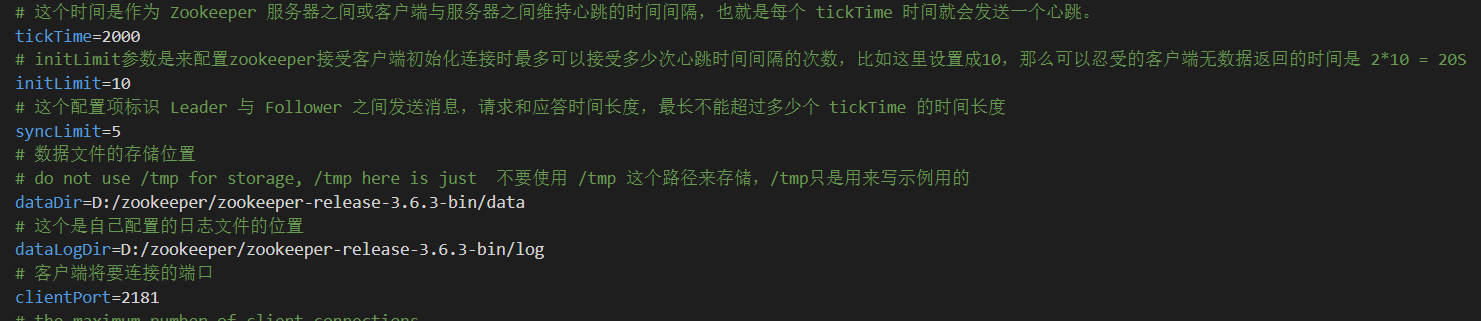 # 这个时间是作为 Zookeeper 服务器之间或客户端与服务器之间维持心跳的时间间隔，也就是每个 tickTime 时间就会发送一个心跳。
tickTime=2000
# initLimit参数是来配置zookeeper接受客户端初始化连接时最多可以接受多少次心跳时间间隔的次数，比如这里设置成10，那么可以忍受的客户端无数据返回的时间是 2*10 = 20S
initLimit=10
# 这个配置项标识 Leader 与 Follower 之间发送消息，请求和应答时间长度，最长不能超过多少个 tickTime 的时间长度
syncLimit=5
# 数据文件的存储位置
# do not use /tmp for storage, /tmp here is just  不要使用 /tmp 这个路径来存储，/tmp只是用来写示例用的
dataDir=D:/zookeeper/zookeeper-release-3.6.3-bin/data
# 这个是自己配置的日志文件的位置
dataLogDir=D:/zookeeper/zookeeper-release-3.6.3-bin/log
# 客户端将要连接的端口
clientPort=2181
# the maximum number of client connections